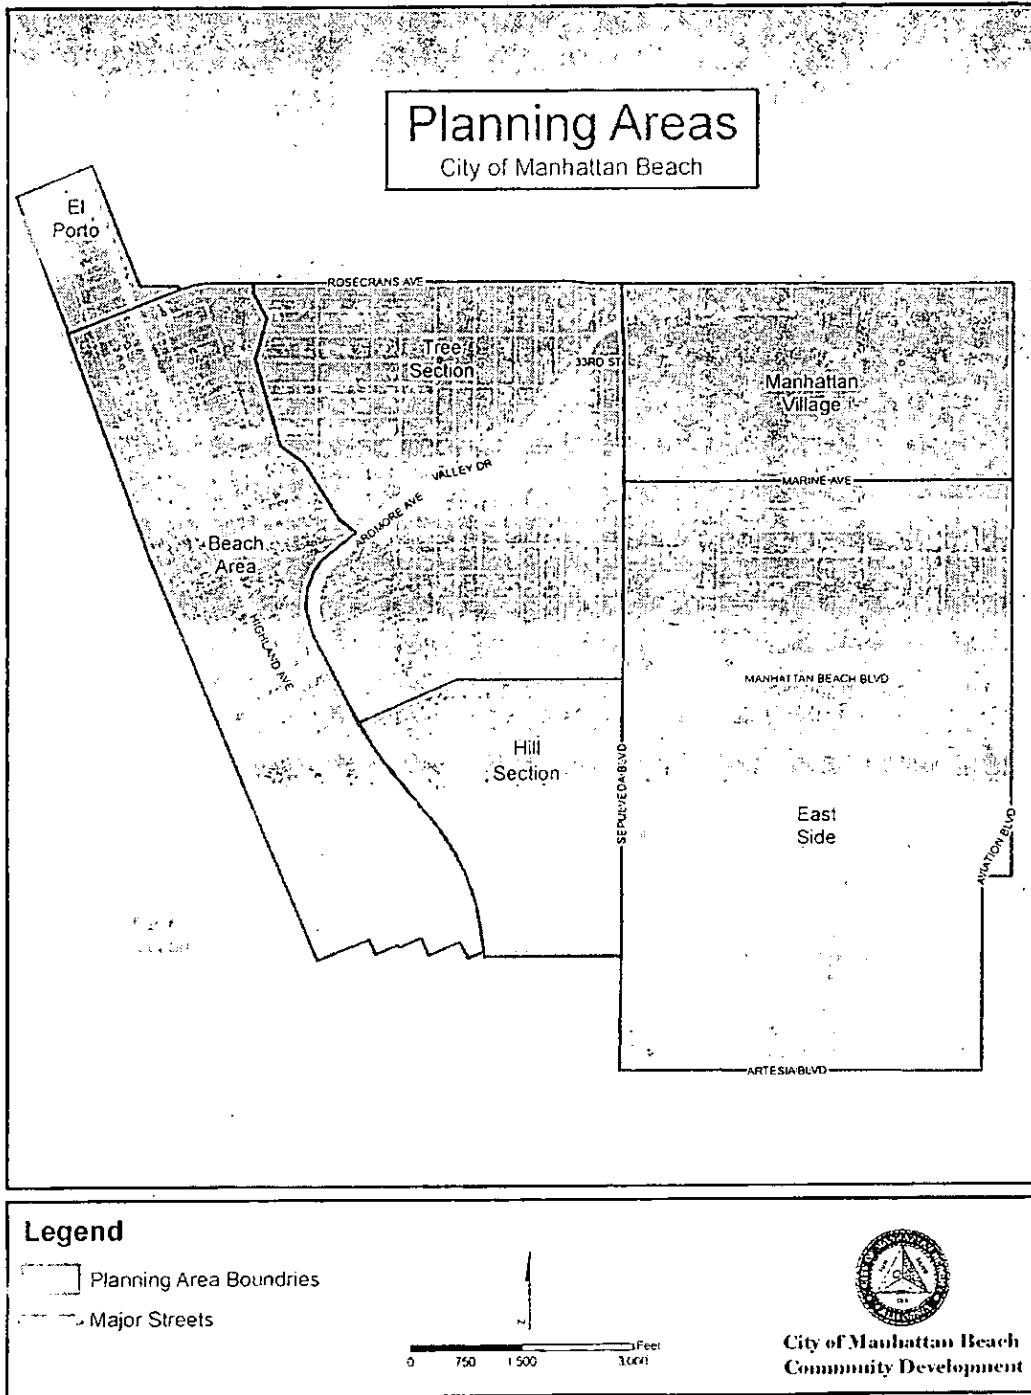 Planning Areas
City of Manhattan Beach
El
Porto
ROSECRANS AVE
Tree
Section
33RD ST
Manhattan
Village
VALLEY DR
MARINE AVE
ARDMORE AVE
Beach
Area
HIGHLAND AVE
MANHATTAN BEACH BLVD
Hill
Section
SEPULVEDA BLVD
East
Side
AVIATION BLVD
ARTESIA BLVD
Legend
Planning Area Boundries
Major Streets
N
Feet
0 750 1,500 3,000
City of Manhattan Beach
Community Development